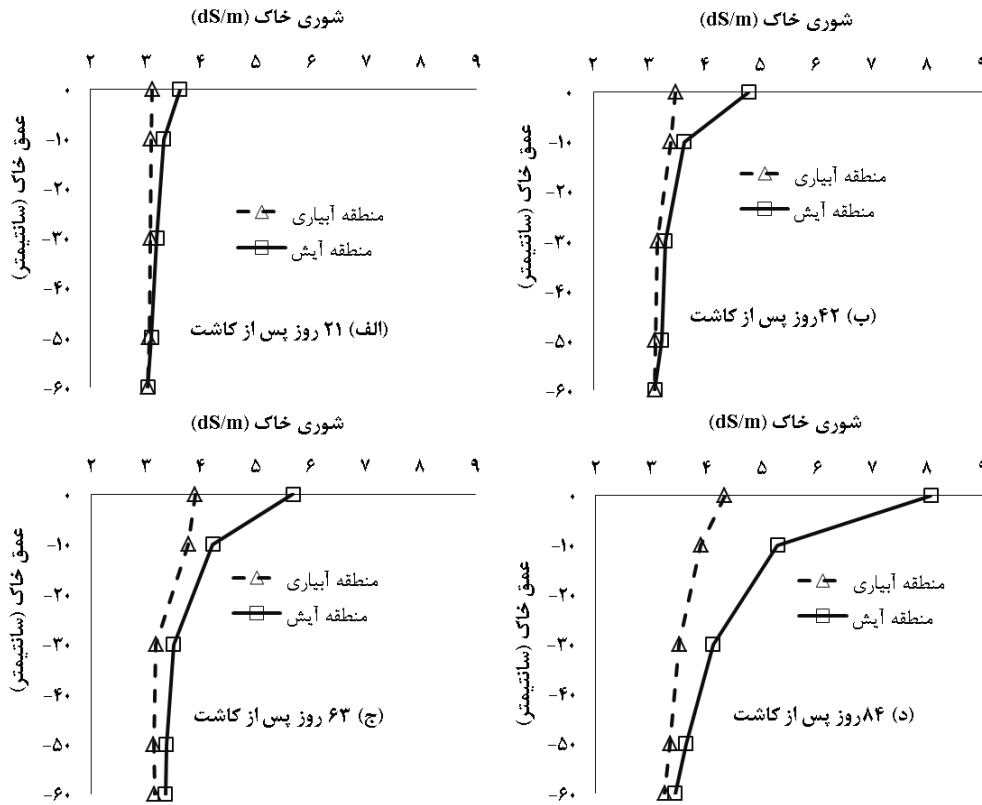 شوری خاک (dS/m)
۲ ۳ ۴ ۵ ۶ ۷ ۸ ۹
۰
-۱۰
-۲۰
-۳۰
-۴۰
-۵۰
-۶۰
عمق خاک (سانتیمتر)
منطقه آبیاری
منطقه آیش
(الف) ۲۱ روز پس از کاشت
شوری خاک (dS/m)
۲ ۳ ۴ ۵ ۶ ۷ ۸ ۹
۰
-۱۰
-۲۰
-۳۰
-۴۰
-۵۰
-۶۰
عمق خاک (سانتیمتر)
منطقه آبیاری
منطقه آیش
(ب) ۴۲روز پس از کاشت
شوری خاک (dS/m)
۲ ۳ ۴ ۵ ۶ ۷ ۸ ۹
۰
-۱۰
-۲۰
-۳۰
-۴۰
-۵۰
-۶۰
عمق خاک (سانتیمتر)
منطقه آبیاری
منطقه آیش
(ج) ۶۳ روز پس از کاشت
شوری خاک (dS/m)
۲ ۳ ۴ ۵ ۶ ۷ ۸ ۹
۰
-۱۰
-۲۰
-۳۰
-۴۰
-۵۰
-۶۰
عمق خاک (سانتیمتر)
منطقه آبیاری
منطقه آیش
(د) ۸۴روز پس از کاشت